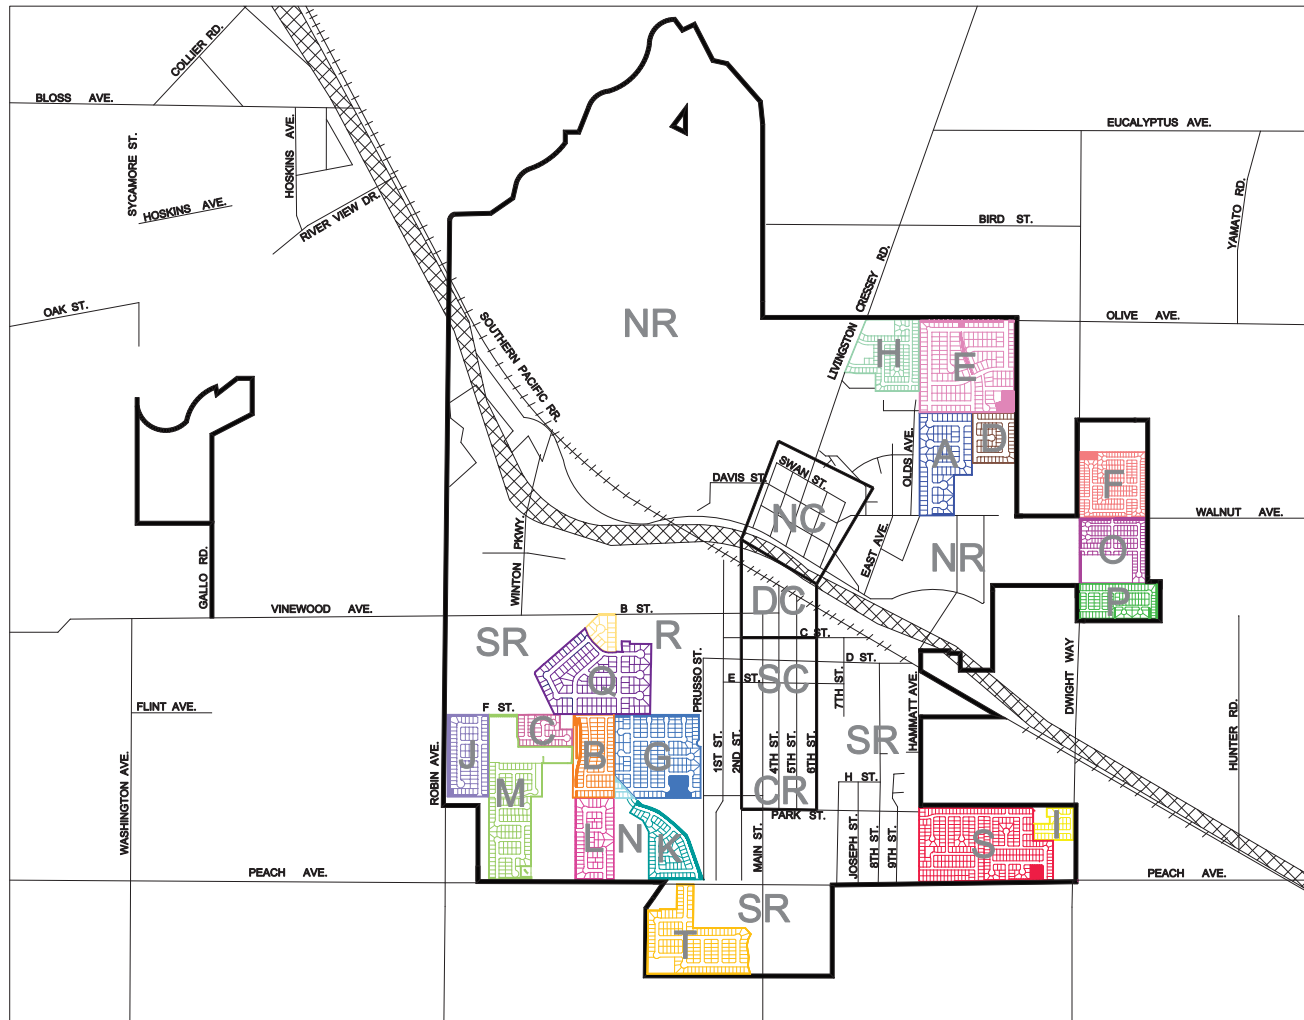 COLLIER RD.
BLOSS AVE.
SYCAMORE ST.
HOSKINS AVE.
HOSKINS AVE.
RIVER VIEW DR.
EUCALYPTUS AVE.
YAMATO RD.
BIRD ST.
OAK ST.
SOUTHERN PACIFIC RR.
NR
LIVINGSTON CRESSEY RD.
OLIVE AVE.
H
E
A
D
OLDS AVE.
F
DAVIS ST.
SWAN ST.
NC
WALNUT AVE.
WINTON PKWY.
EAST AVE.
NR
O
GALLO RD.
P
VINEWOOD AVE.
B ST.
DC
SR
R
C ST.
D ST.
PRUSSO ST.
E ST.
SC
7TH ST.
HAMMATT AVE.
DWIGHT WAY
Q
FLINT AVE.
F ST.
C
J
B
G
1ST ST.
2ND ST.
4TH ST.
5TH ST.
6TH ST.
SR
HUNTER RD.
WASHINGTON AVE.
ROBIN AVE.
M
CR
H ST.
PARK ST.
L
N
K
MAIN ST.
JOSEPH ST.
8TH ST.
9TH ST.
S
I
PEACH AVE.
PEACH AVE.
SR
T